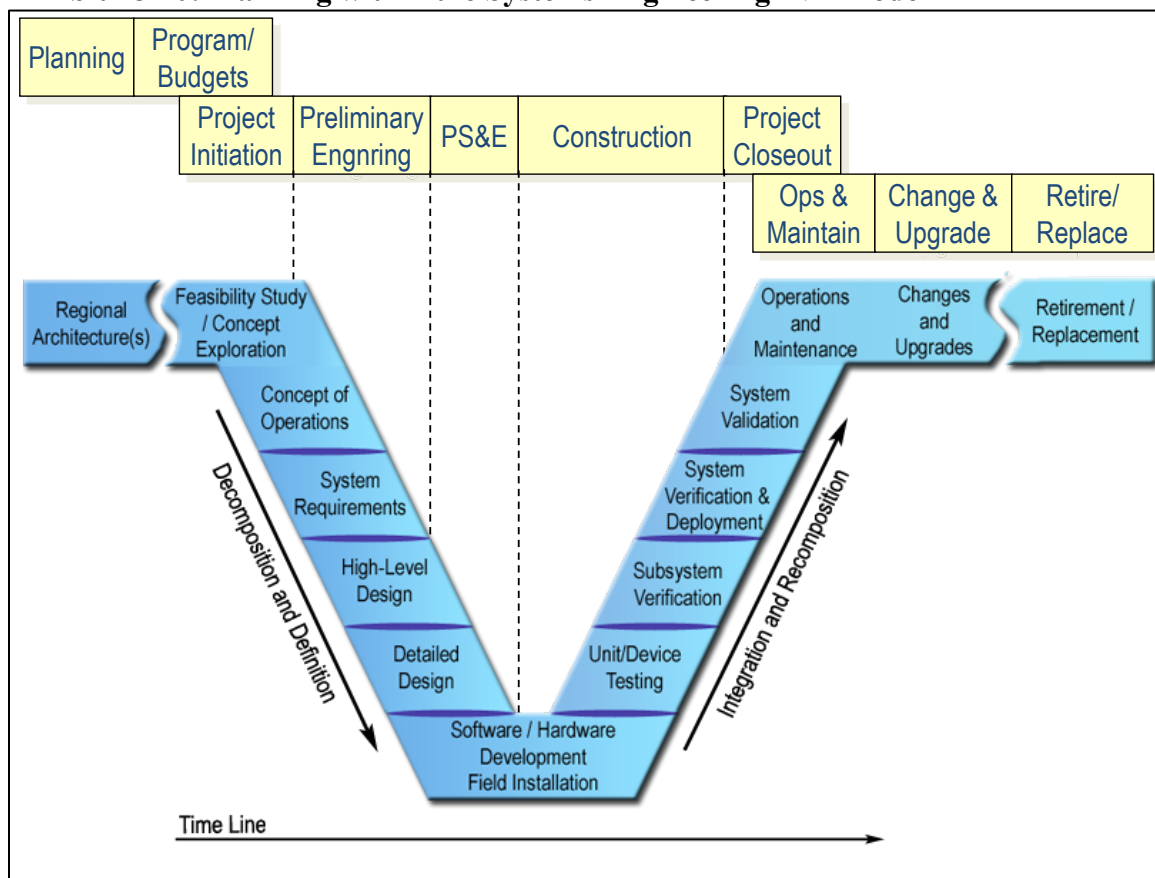 Planning
Program/
Budgets
Project
Initiation
Preliminary
Engnring
PS&E
Construction
Project
Closeout
Ops &
Maintain
Change &
Upgrade
Retire/
Replace
Regional
Architecture(s)
Feasibility Study
/ Concept
Exploration
Operations
and
Maintenance
Changes
and
Upgrades
Retirement /
Replacement
Concept of
Operations
System
Validation
System
Requirements
System
Verification &
Deployment
High-Level
Design
Subsystem
Verification
Detailed
Design
Unit/Device
Testing
Software / Hardware
Development
Field Installation
Decomposition and Definition
Integration and Recomposition
Time Line